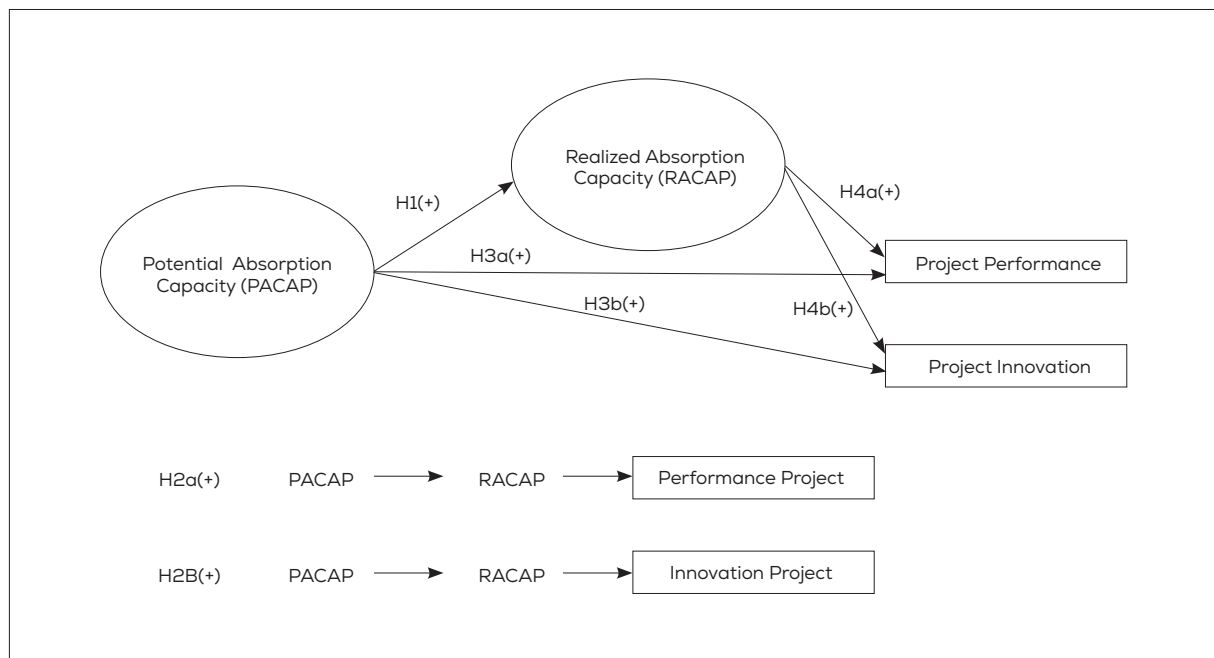 Realized Absorption
Capacity (RACAP)
H1(+)
H4a(+)
Potential Absorption
Capacity (PACAP)
H3a(+)
Project Performance
H3b(+)
H4b(+)
Project Innovation
H2a(+) PACAP RACAP Performance Project
H2B(+) PACAP RACAP Innovation Project